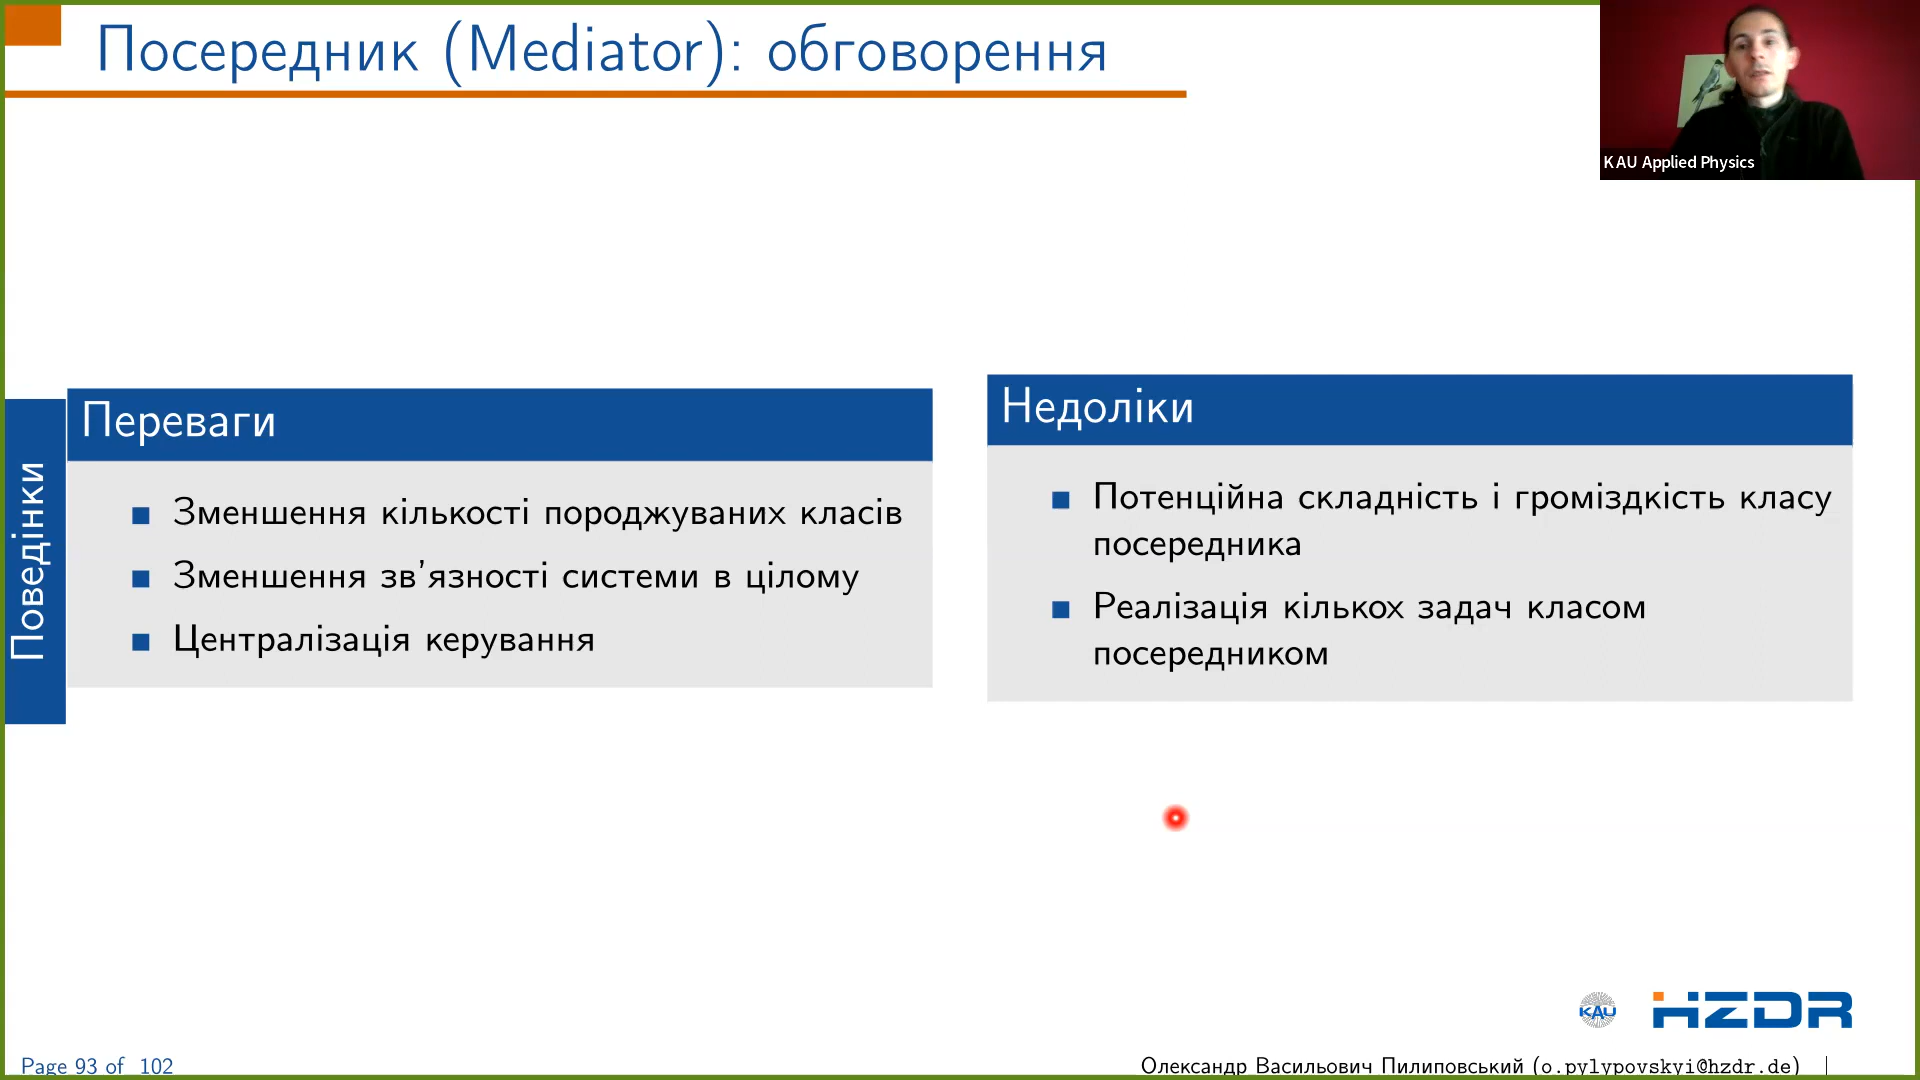 Посередник (Mediator): обговорення
KAU Applied Physics
Поведінки
Переваги
Зменшення кількості породжуваних класів
Зменшення зв’язності системи в цілому
Централізація керування
Недоліки
Потенційна складність і громіздкість класу
посередника
Реалізація кількох задач класом
посередником
KAU
HZDR
Page 93 of 102
Олександр Васильович Пилиповський (o.pylypovskyi@hzdr.de) |